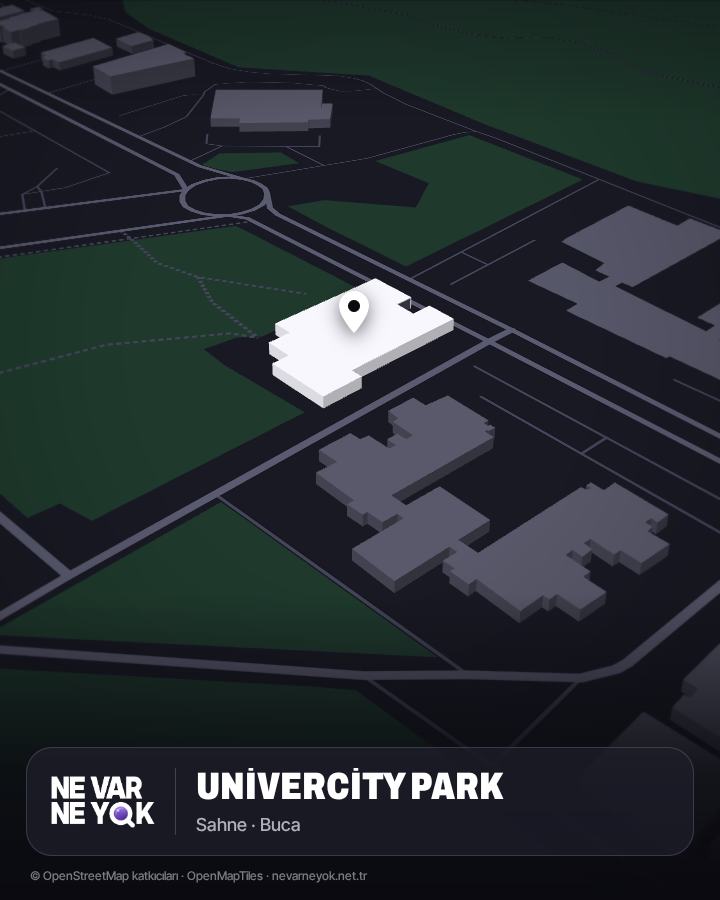 NE VAR
NE YOK
UNİVERCİTY PARK
Sahne · Buca
© OpenStreetMap katkıcıları · OpenMapTiles · nevarneyok.net.tr